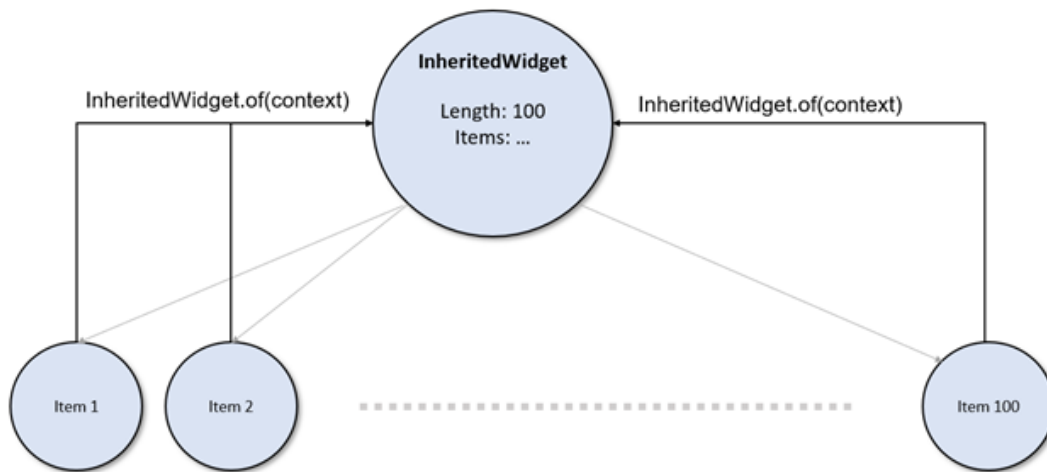 InheritedWidget
Length: 100
Items: ...
InheritedWidget.of(context)
InheritedWidget.of(context)
Item 1
Item 2
Item 100